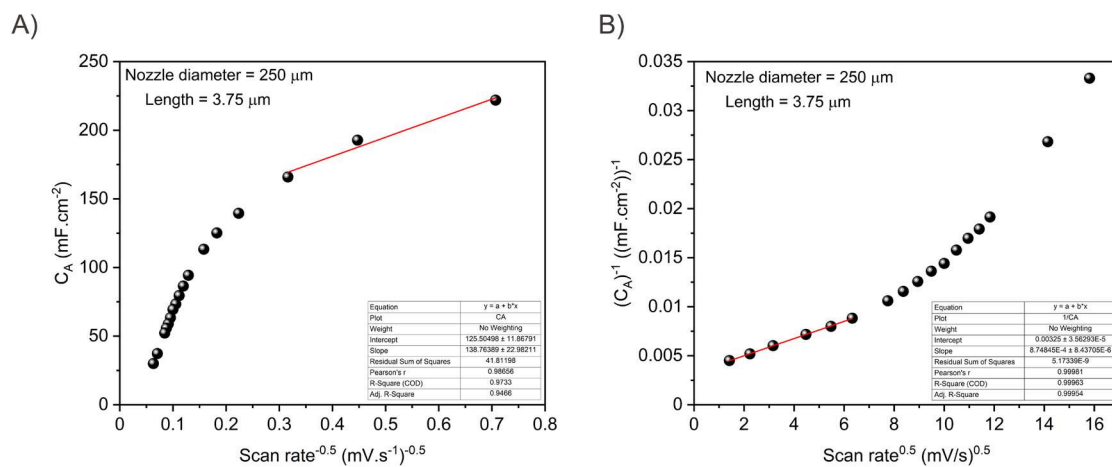 A)
Nozzle diameter = 250 μm
Length = 3.75 μm
C_A (mF.cm⁻²)
250
200
150
100
50
0
0 0.1 0.2 0.3 0.4 0.5 0.6 0.7 0.8
Scan rate⁻⁰·⁵ (mV.s⁻¹)⁻⁰·⁵
Equation y = a + b*x
Plot CA
Weight No Weighting
Intercept 125.50498 ± 11.86791
Slope 138.76389 ± 22.98211
Residual Sum of Squares 41.81198
Pearson's r 0.98656
R-Square (COD) 0.9733
Adj. R-Square 0.9466
B)
Nozzle diameter = 250 μm
Length = 3.75 μm
(C_A)⁻¹ ((mF.cm⁻²))⁻¹
0.035
0.03
0.025
0.02
0.015
0.01
0.005
0
0 2 4 6 8 10 12 14 16
Scan rate⁰·⁵ (mV/s)⁰·⁵
Equation y = a + b*x
Plot 1/CA
Weight No Weighting
Intercept 0.00325 ± 3.56293E-5
Slope 8.74845E-4 ± 8.43705E-6
Residual Sum of Squares 5.17339E-9
Pearson's r 0.99981
R-Square (COD) 0.99963
Adj. R-Square 0.99954